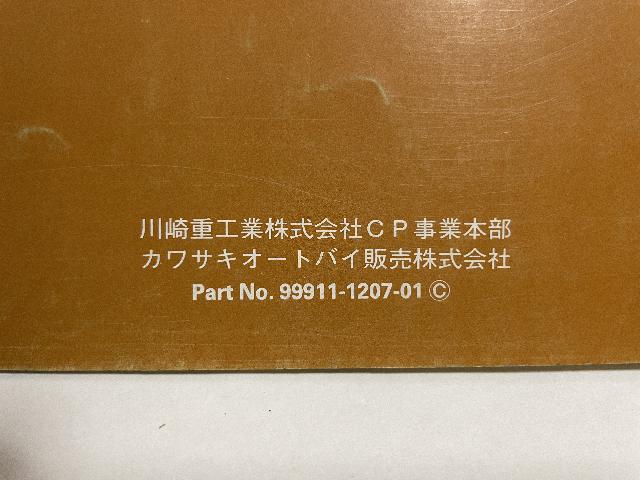 川崎重工業株式会社ＣＰ事業本部
カワサキオートバイ販売株式会社
Part No. 99911-1207-01 ©